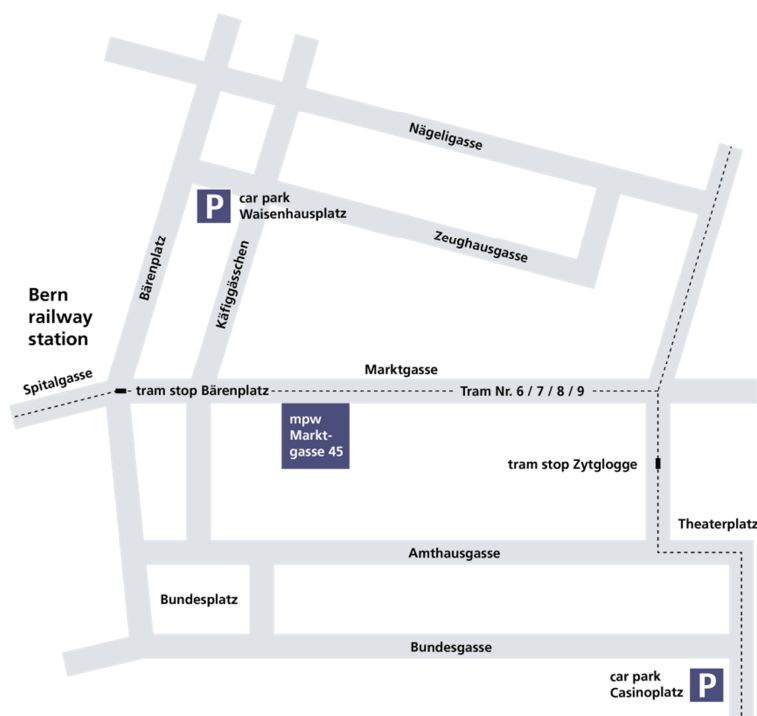 Nägeligasse
P
car park
Waisenhausplatz
Zeughausgasse
Bärenplatz
Käfiggässchen
Bern
railway
station
Spitalgasse
Marktgasse
tram stop Bärenplatz
Tram Nr. 6 / 7 / 8 / 9
mpw
Markt-
gasse 45
tram stop Zytglogge
Theaterplatz
Amthausgasse
Bundesplatz
Bundesgasse
car park
Casinoplatz
P